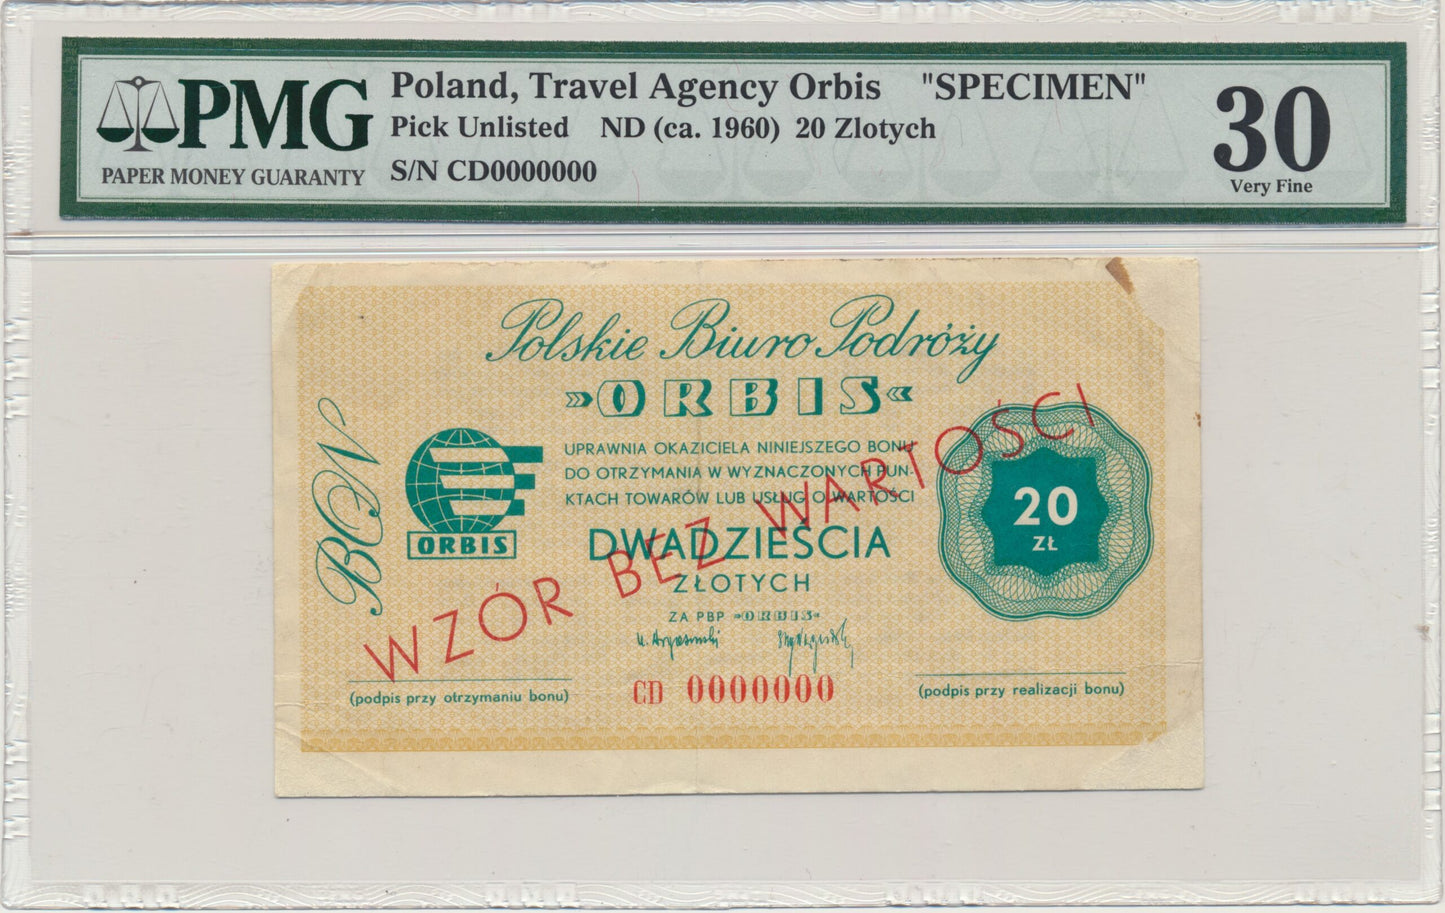 PMG
PAPER MONEY GUARANTY
Poland, Travel Agency Orbis "SPECIMEN"
Pick Unlisted ND (ca. 1960) 20 Zlotych
S/N CD0000000
30
Very Fine
Polskie Biuro Podróży
»ORBIS«
BON
ORBIS
UPRAWNIA OKAZICIELA NINIEJSZEGO BONU
DO OTRZYMANIA W WYZNACZONYCH PUN-
KTACH TOWARÓW LUB USŁUG O WARTOŚCI
DWADZIEŚCIA
ZŁOTYCH
20
ZŁ
WZÓR BEZ WARTOŚCI
ZA PBP »ORBIS«
(podpis przy otrzymaniu bonu)
CD 0000000
(podpis przy realizacji bonu)